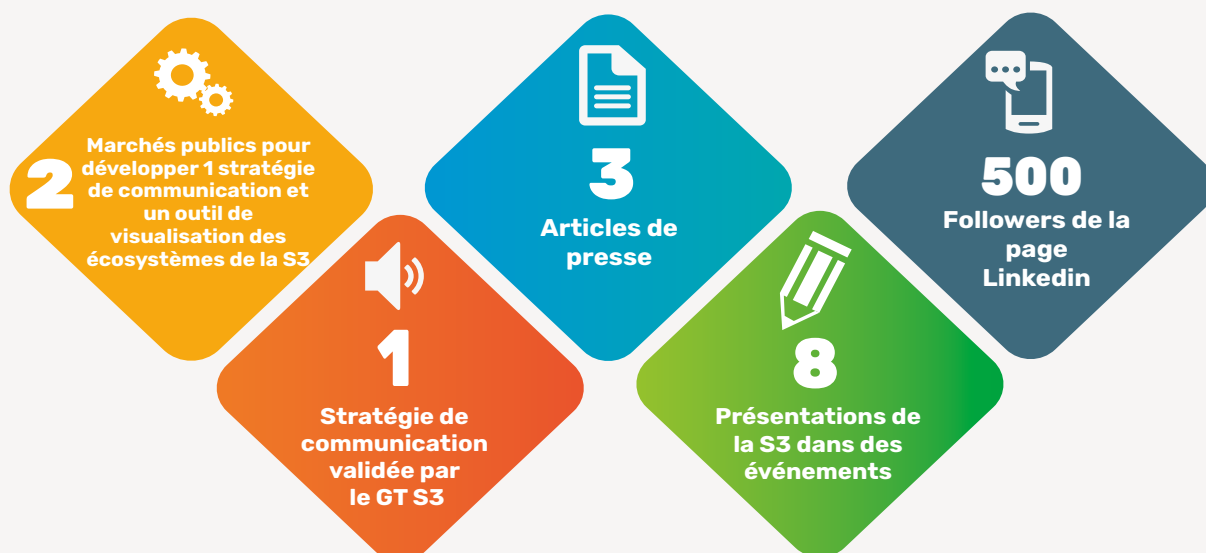 2
Marchés publics pour
développer 1 stratégie
de communication et
un outil de
visualisation des
écosystèmes de la S3
1
Stratégie de
communication
validée par
le GT S3
3
Articles de
presse
8
Présentations de
la S3 dans des
événements
500
Followers de la
page
Linkedin